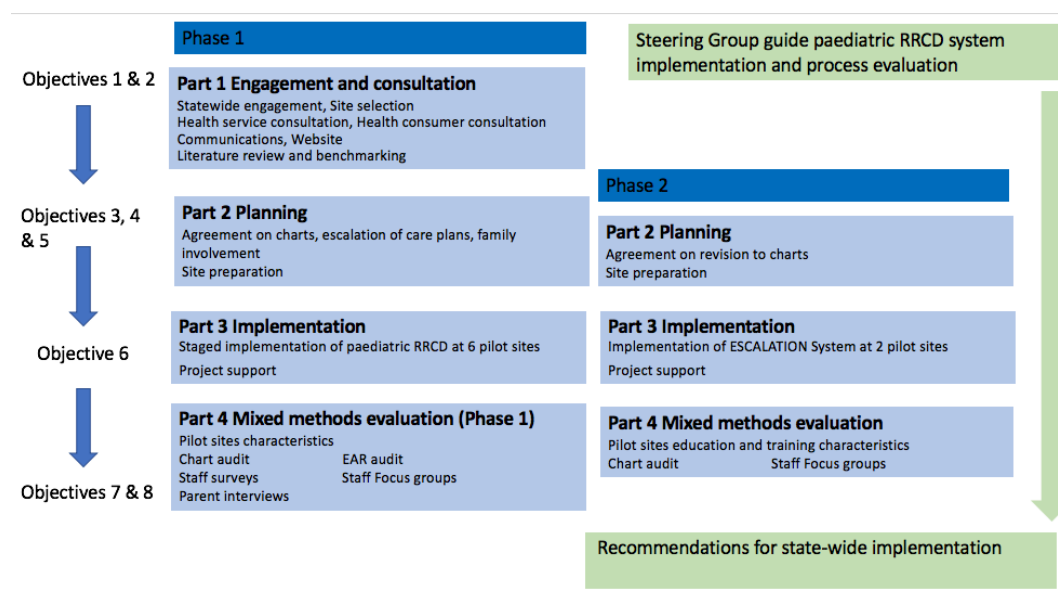 Phase 1
Steering Group guide paediatric RRCD system
implementation and process evaluation
Objectives 1 & 2
Part 1 Engagement and consultation
Statewide engagement, Site selection
Health service consultation, Health consumer consultation
Communications, Website
Literature review and benchmarking
Phase 2
Objectives 3, 4
& 5
Part 2 Planning
Agreement on charts, escalation of care plans, family
involvement
Site preparation
Part 2 Planning
Agreement on revision to charts
Site preparation
Objective 6
Part 3 Implementation
Staged implementation of paediatric RRCD at 6 pilot sites
Project support
Part 3 Implementation
Implementation of ESCALATION System at 2 pilot sites
Project support
Objectives 7 & 8
Part 4 Mixed methods evaluation (Phase 1)
Pilot sites characteristics
Chart audit EAR audit
Staff surveys Staff Focus groups
Parent interviews
Part 4 Mixed methods evaluation
Pilot sites education and training characteristics
Chart audit Staff Focus groups
Recommendations for state-wide implementation